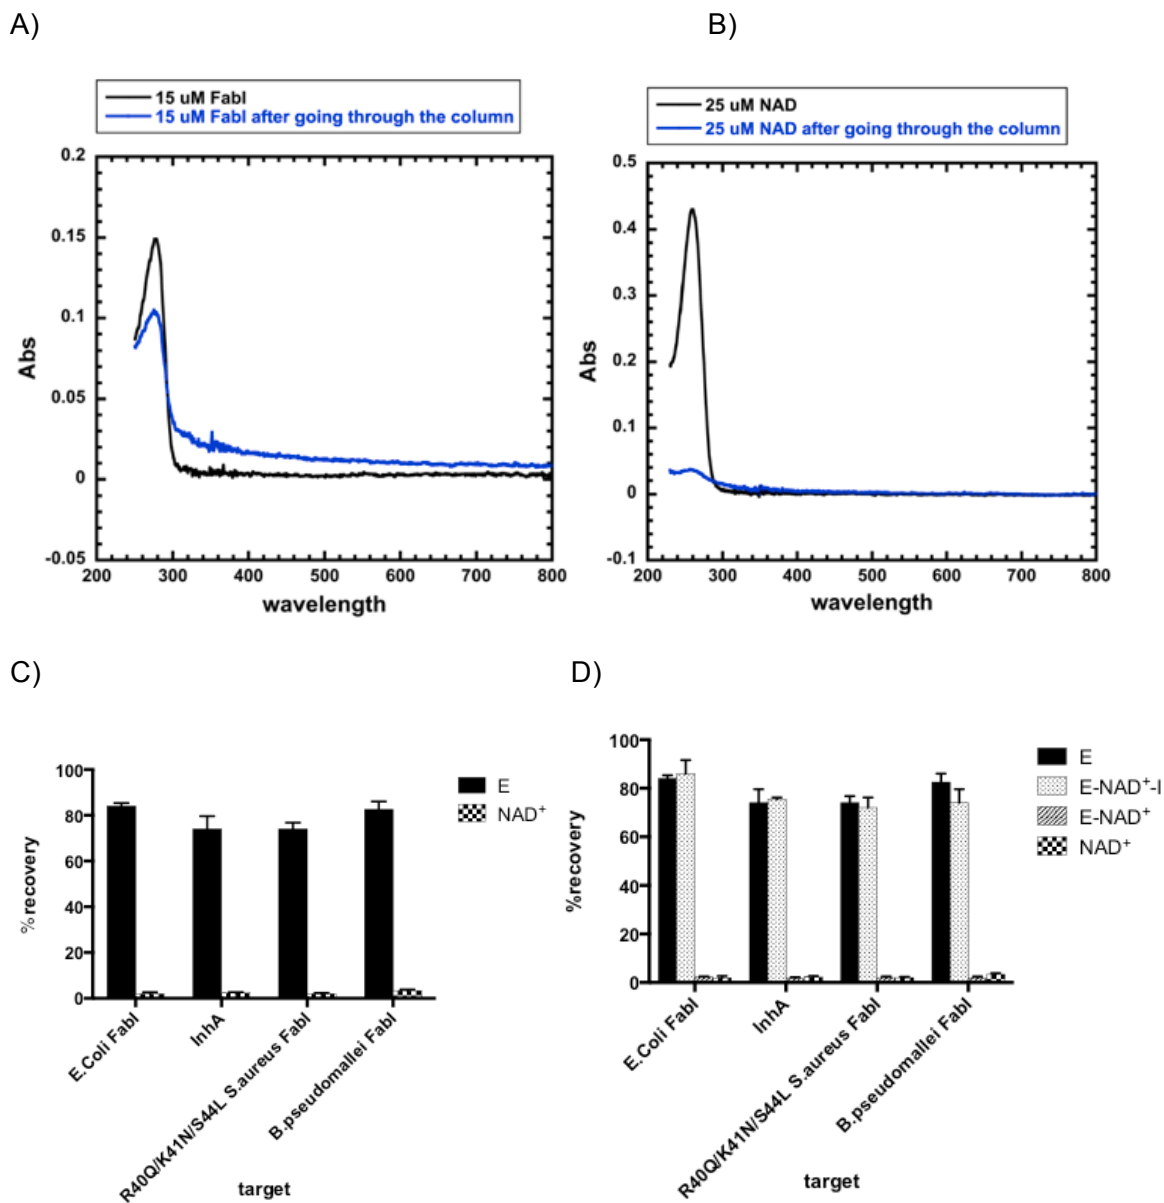 A)
B)
15 uM FabI
15 uM FabI after going through the column
25 uM NAD
25 uM NAD after going through the column
0.2
0.15
0.1
0.05
0
-0.05
Abs
200 300 400 500 600 700 800
wavelength
0.5
0.4
0.3
0.2
0.1
0
-0.1
Abs
200 300 400 500 600 700 800
wavelength
C)
D)
100
80
60
40
20
0
%recovery
E
NAD+
E.Coli FabI
InhA
R40Q/K41N/S44L S.aureus FabI
B.pseudomallei FabI
target
100
80
60
40
20
0
%recovery
E
E-NAD+-I
E-NAD+
NAD+
E.Coli FabI
InhA
R40Q/K41N/S44L S.aureus FabI
B.pseudomallei FabI
target